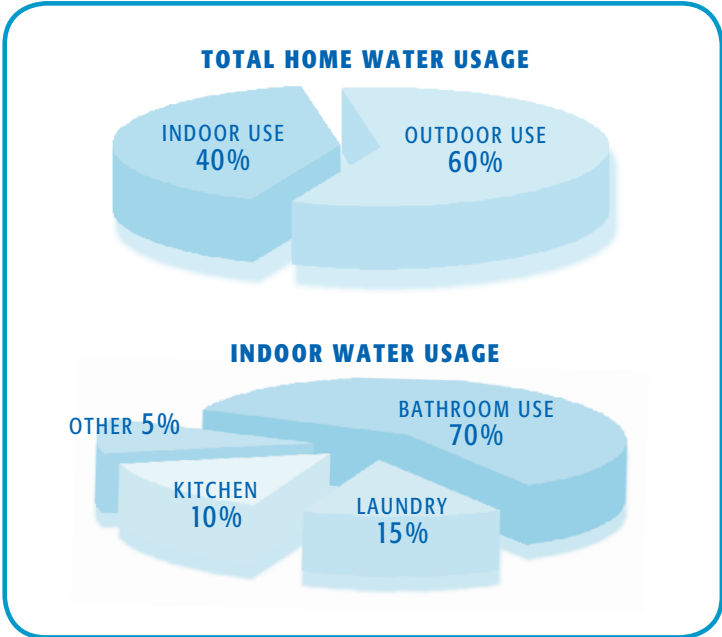 TOTAL HOME WATER USAGE
INDOOR USE
40%
OUTDOOR USE
60%
INDOOR WATER USAGE
BATHROOM USE
70%
OTHER 5%
KITCHEN
10%
LAUNDRY
15%